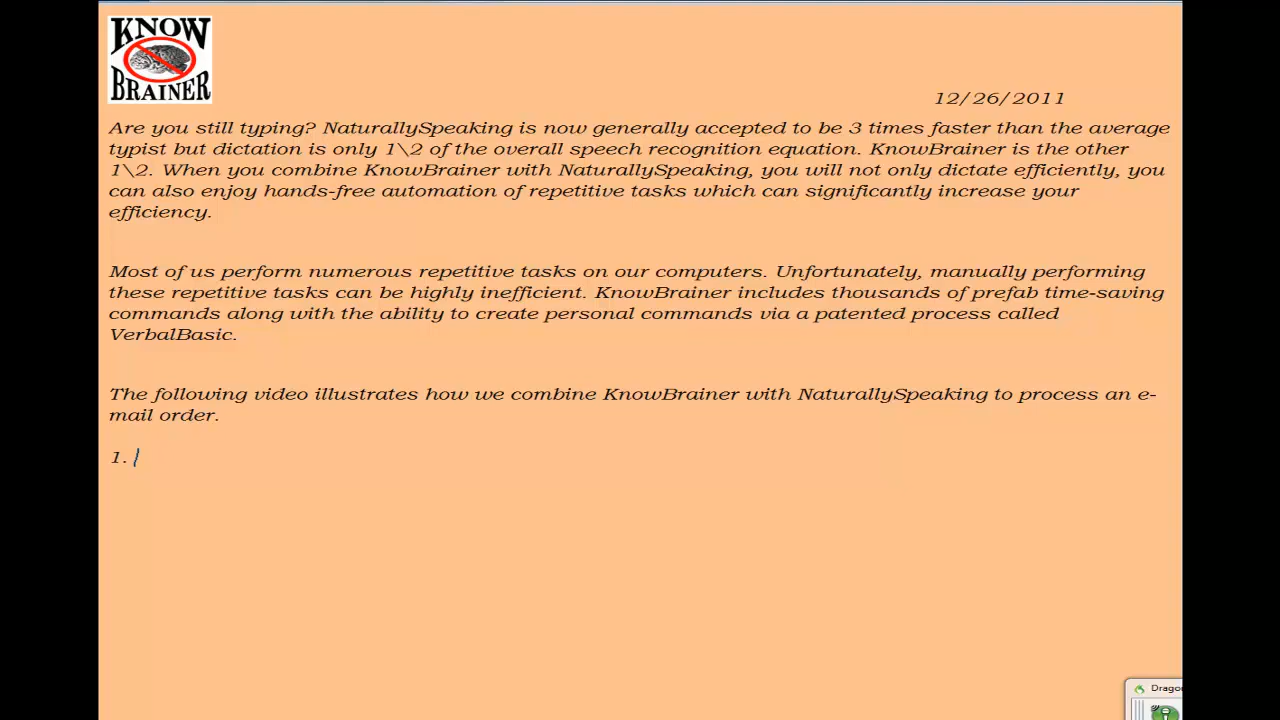 KNOW
BRAINER
12/26/2011
Are you still typing? NaturallySpeaking is now generally accepted to be 3 times faster than the average
typist but dictation is only 1\2 of the overall speech recognition equation. KnowBrainer is the other
1\2. When you combine KnowBrainer with NaturallySpeaking, you will not only dictate efficiently, you
can also enjoy hands-free automation of repetitive tasks which can significantly increase your
efficiency.
Most of us perform numerous repetitive tasks on our computers. Unfortunately, manually performing
these repetitive tasks can be highly inefficient. KnowBrainer includes thousands of prefab time-saving
commands along with the ability to create personal commands via a patented process called
VerbalBasic.
The following video illustrates how we combine KnowBrainer with NaturallySpeaking to process an e-
mail order.
1.